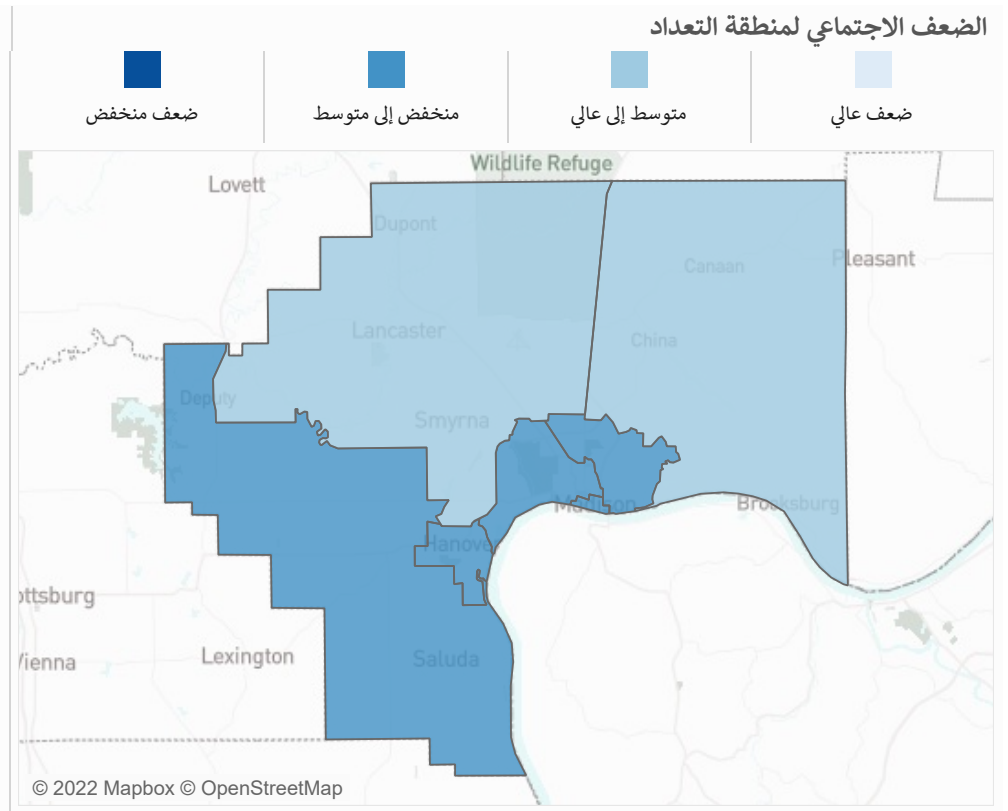 الضعف الاجتماعي لمنطقة التعداد
ضعف عالي
متوسط إلى عالي
منخفض إلى متوسط
ضعف منخفض
Wildlife Refuge
Lovett
Dupont
Pleasant
Canaan
Lancaster
China
Deputy
Smyrna
Madison
Brooksburg
Hanover
ottsburg
Vienna
Lexington
Saluda
© 2022 Mapbox © OpenStreetMap